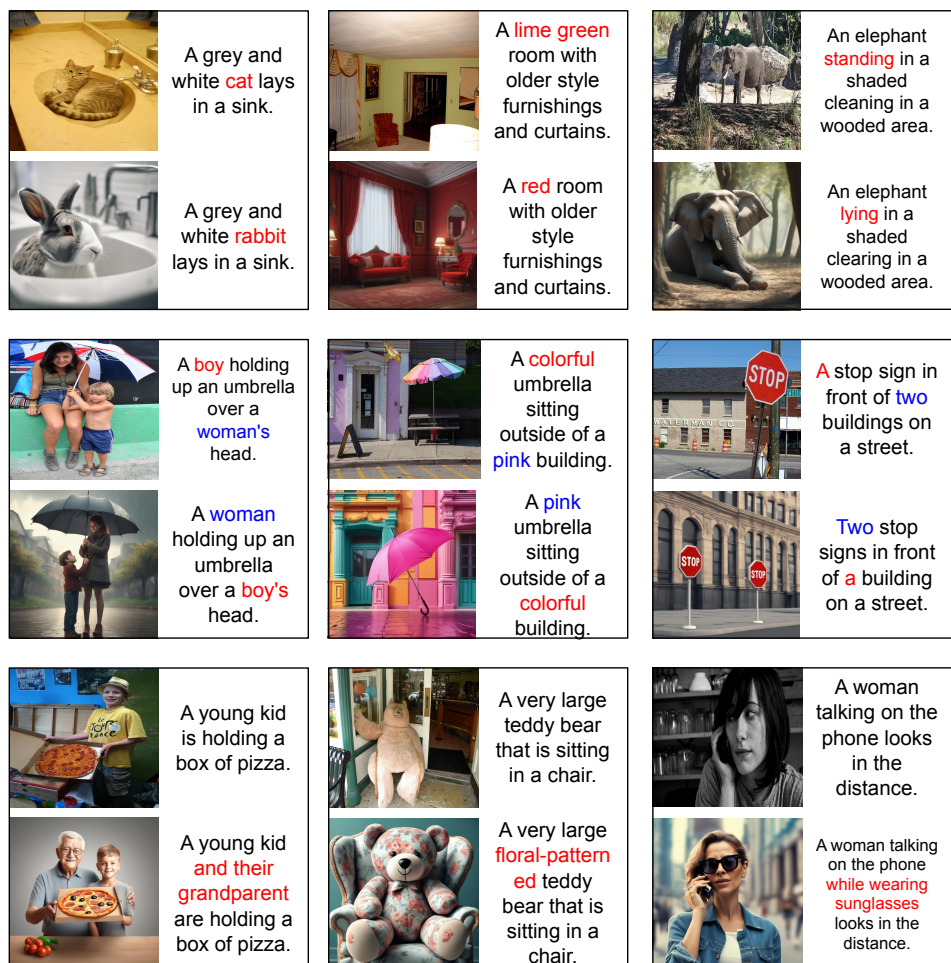 A grey and
white cat lays
in a sink.
A grey and
white rabbit
lays in a sink.
A lime green
room with
older style
furnishings
and curtains.
A red room
with older
style
furnishings
and curtains.
An elephant
standing in a
shaded
cleaning in a
wooded area.
An elephant
lying in a
shaded
clearing in a
wooded area.
A boy holding
up an umbrella
over a
woman's
head.
A woman
holding up an
umbrella
over a boy's
head.
A colorful
umbrella
sitting
outside of a
pink building.
A pink
umbrella
sitting
outside of a
colorful
building.
STOP
WATERMAN CO.
A stop sign in
front of two
buildings on
a street.
STOP
STOP
Two stop
signs in front
of a building
on a street.
A young kid
is holding a
box of pizza.
A young kid
and their
grandparent
are holding a
box of pizza.
A very large
teddy bear
that is sitting
in a chair.
A very large
floral-pattern
ed teddy
bear that is
sitting in a
chair.
A woman
talking on the
phone looks
in the
distance.
A woman talking
on the phone
while wearing
sunglasses
looks in the
distance.